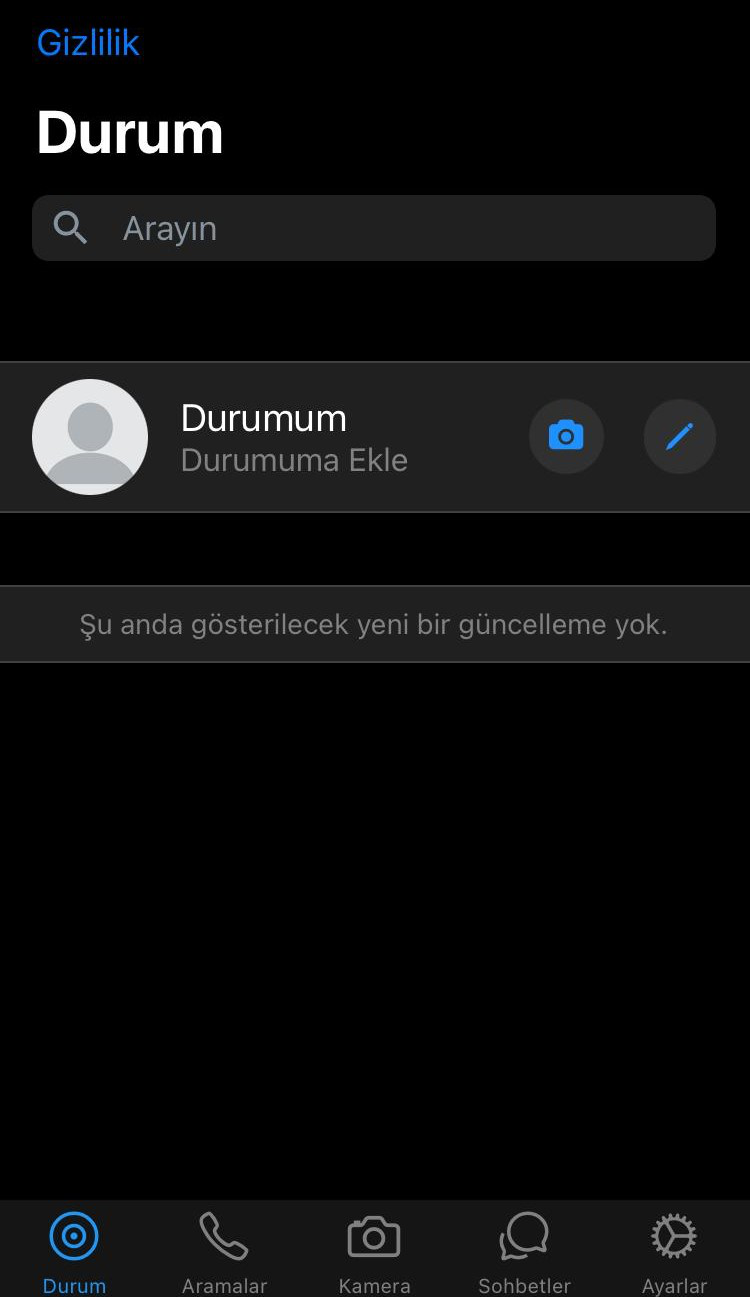 Gizlilik
Durum
Arayın
Durumum
Durumuma Ekle
Şu anda gösterilecek yeni bir güncelleme yok.
Durum
Aramalar
Kamera
Sohbetler
Ayarlar